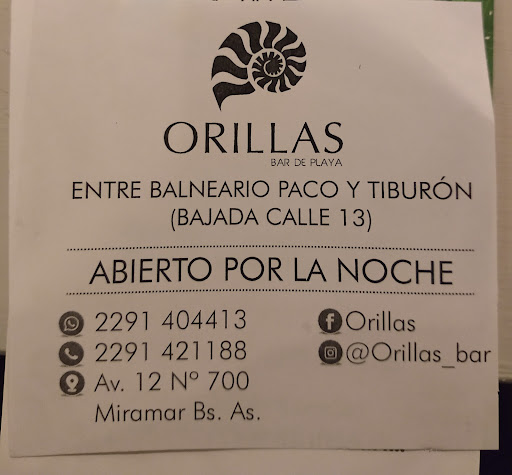 ORILLAS
BAR DE PLAYA
ENTRE BALNEARIO PACO Y TIBURÓN
(BAJADA CALLE 13)
ABIERTO POR LA NOCHE
2291 404413
2291 421188
Av. 12 Nº 700
Miramar Bs. As.
Orillas
@Orillas_bar